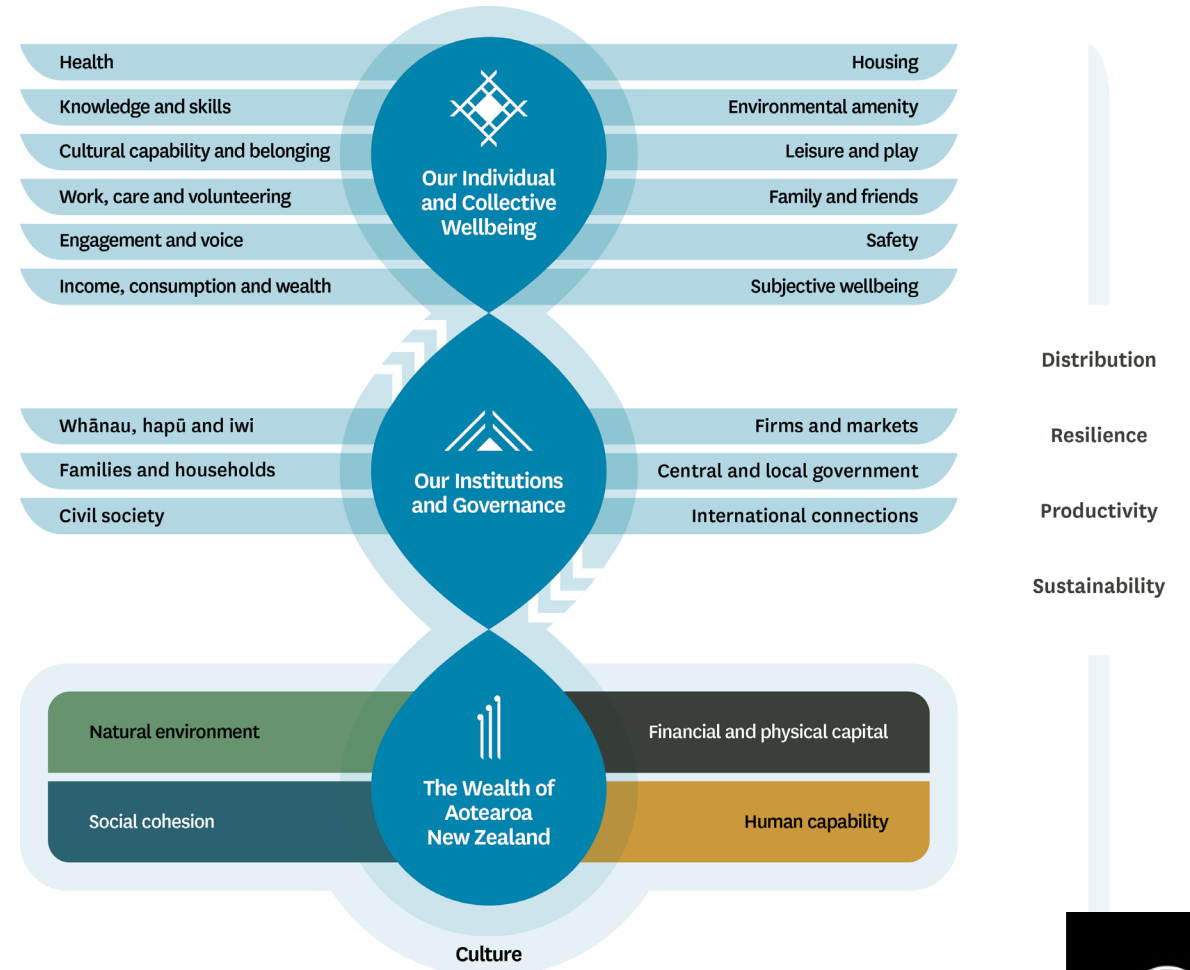 Health
Housing
Knowledge and skills
Environmental amenity
Cultural capability and belonging
Leisure and play
Work, care and volunteering
Family and friends
Engagement and voice
Safety
Income, consumption and wealth
Subjective wellbeing
Our Individual
and Collective
Wellbeing
Distribution
Resilience
Productivity
Sustainability
Whānau, hapū and iwi
Firms and markets
Families and households
Central and local government
Civil society
International connections
Our Institutions
and Governance
Natural environment
Financial and physical capital
Social cohesion
Human capability
The Wealth of
Aotearoa
New Zealand
Culture